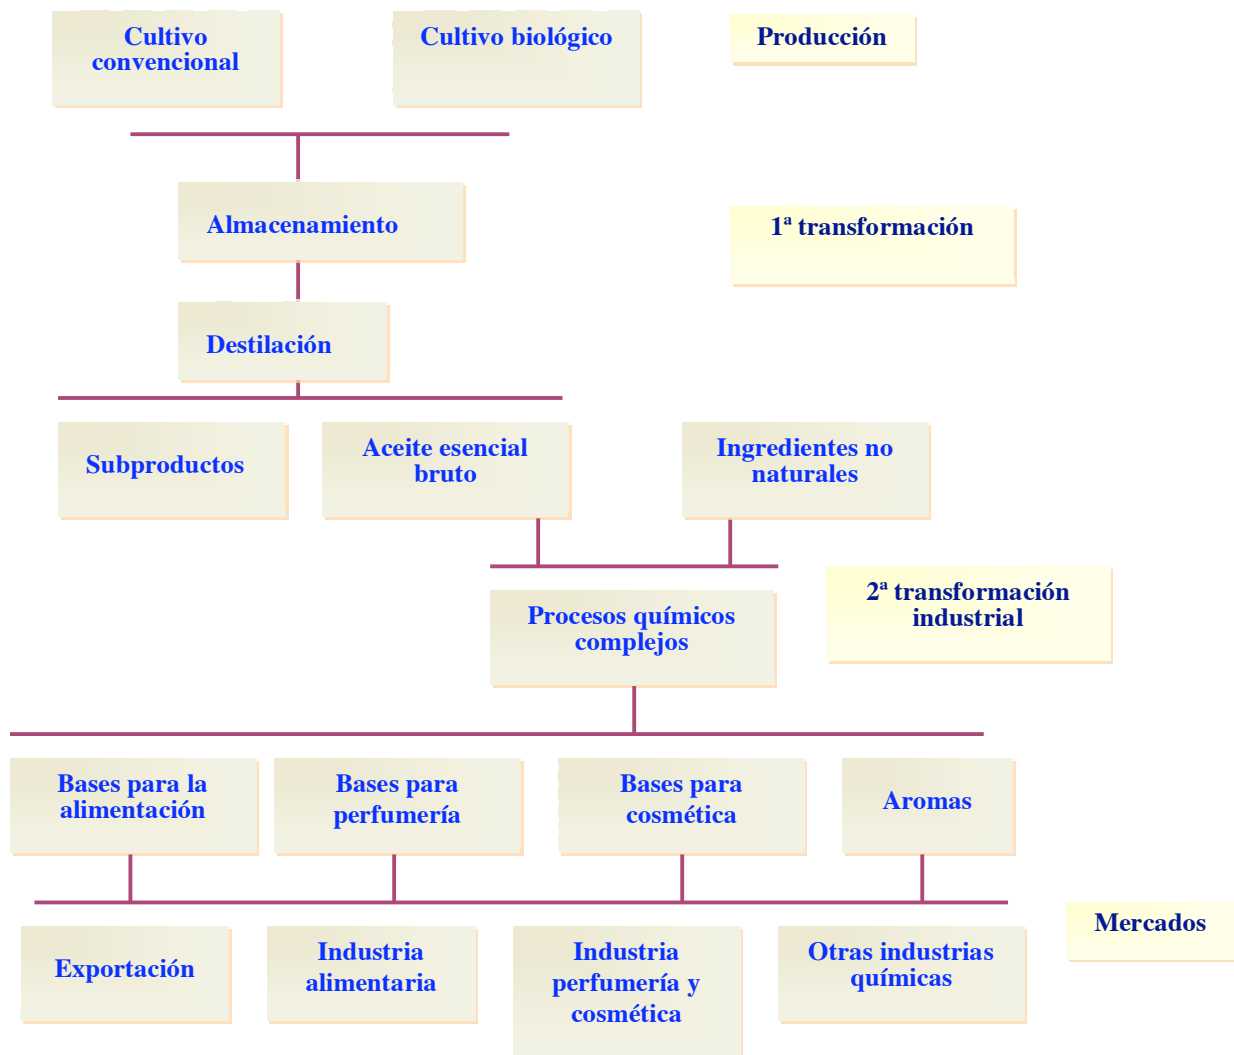 Cultivo
convencional
Cultivo biológico
Producción
Almacenamiento
1ª transformación
Destilación
Subproductos
Aceite esencial
bruto
Ingredientes no
naturales
2ª transformación
industrial
Procesos químicos
complejos
Bases para la
alimentación
Bases para
perfumería
Bases para
cosmética
Aromas
Mercados
Exportación
Industria
alimentaria
Industria
perfumería y
cosmética
Otras industrias
químicas